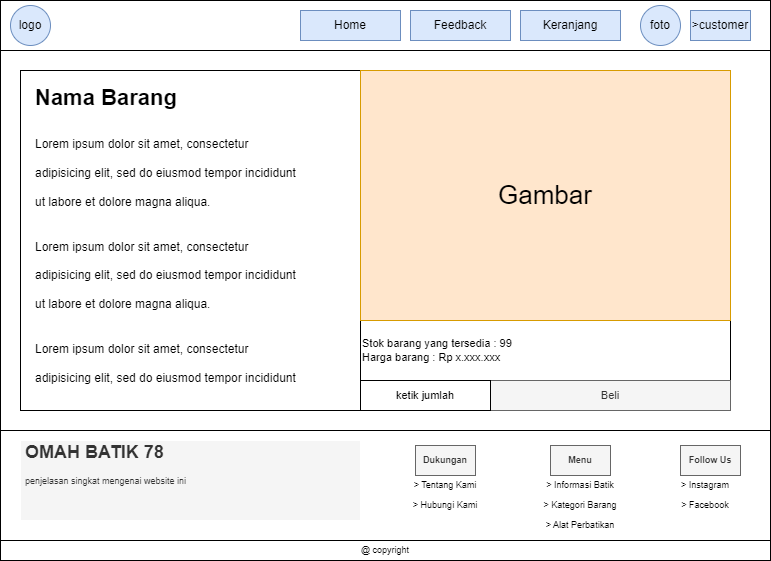 logo
Home
Feedback
Keranjang
foto
>customer
Nama Barang
Lorem ipsum dolor sit amet, consectetur
adipisicing elit, sed do eiusmod tempor incididunt
ut labore et dolore magna aliqua.
Lorem ipsum dolor sit amet, consectetur
adipisicing elit, sed do eiusmod tempor incididunt
ut labore et dolore magna aliqua.
Lorem ipsum dolor sit amet, consectetur
adipisicing elit, sed do eiusmod tempor incididunt
Gambar
Stok barang yang tersedia : 99
Harga barang : Rp x.xxx.xxx
ketik jumlah
Beli
OMAH BATIK 78
penjelasan singkat mengenai website ini
Dukungan
> Tentang Kami
> Hubungi Kami
Menu
> Informasi Batik
> Kategori Barang
> Alat Perbatikan
Follow Us
> Instagram
> Facebook
@ copyright